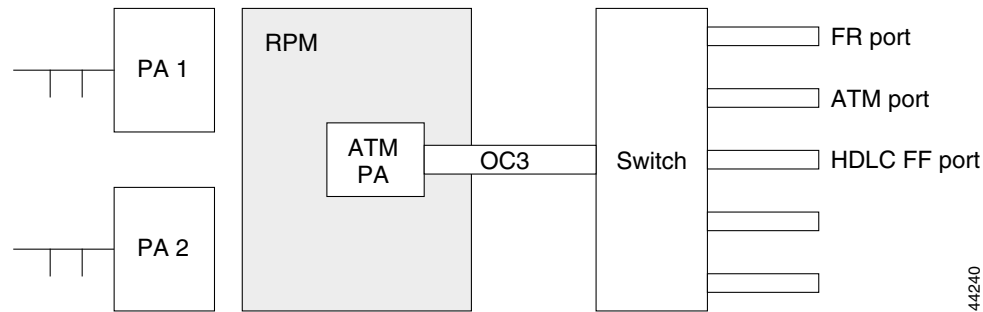 RPM
FR port
PA 1
ATM port
ATM
PA
OC3
Switch
HDLC FF port
PA 2
44240